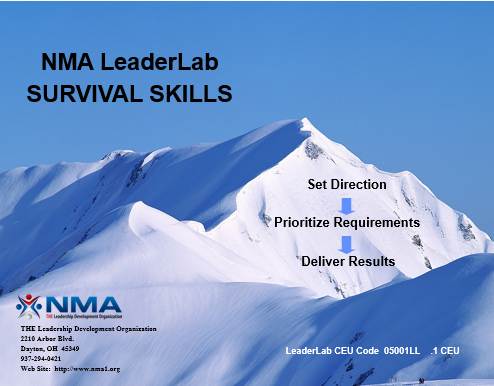 NMA LeaderLab
SURVIVAL SKILLS
Set Direction
Prioritize Requirements
Deliver Results
NMA
THE Leadership Development Organization
THE Leadership Development Organization
2210 Arbor Blvd.
Dayton, OH 45349
937-294-0421
Web Site: http://www.nma1.org
LeaderLab CEU Code 05001LL .1 CEU